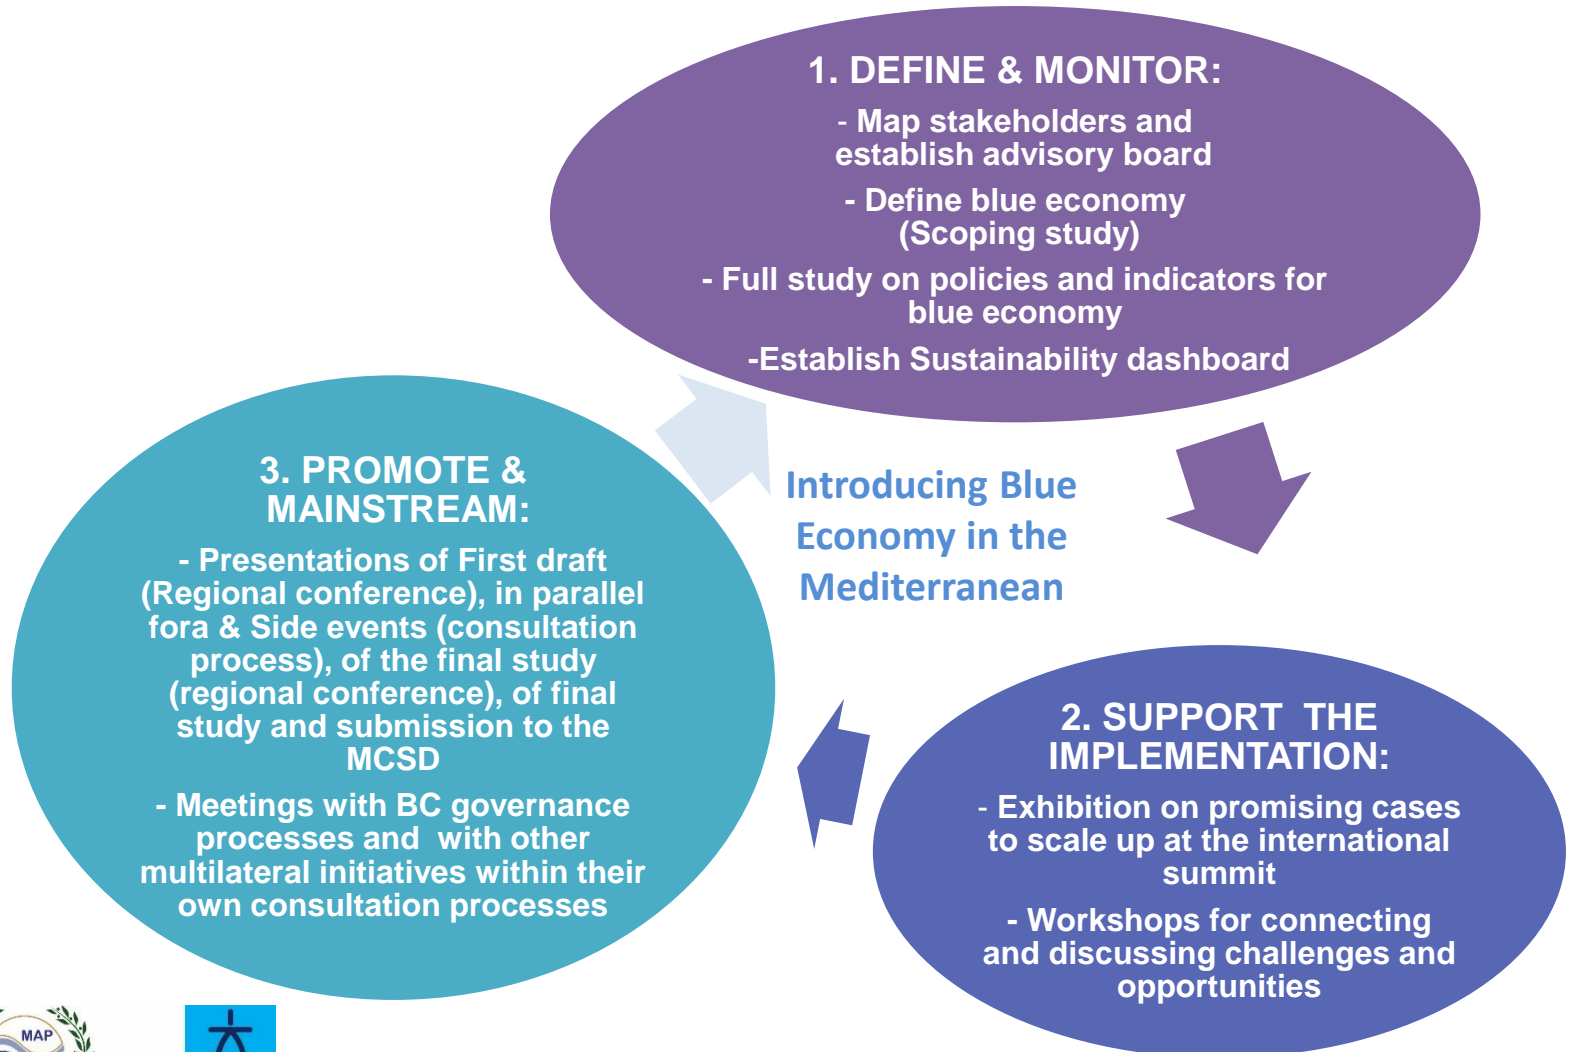 1. DEFINE & MONITOR:
- Map stakeholders and
establish advisory board
- Define blue economy
(Scoping study)
- Full study on policies and indicators for
blue economy
-Establish Sustainability dashboard
Introducing Blue
Economy in the
Mediterranean
2. SUPPORT  THE
IMPLEMENTATION:
- Exhibition on promising cases
to scale up at the international
summit
- Workshops for connecting
and discussing challenges and
opportunities
3. PROMOTE &
MAINSTREAM:
- Presentations of First draft
(Regional conference), in parallel
fora & Side events (consultation
process), of the final study
(regional conference), of final
study and submission to the
MCSD
- Meetings with BC governance
processes and  with other
multilateral initiatives within their
own consultation processes
MAP